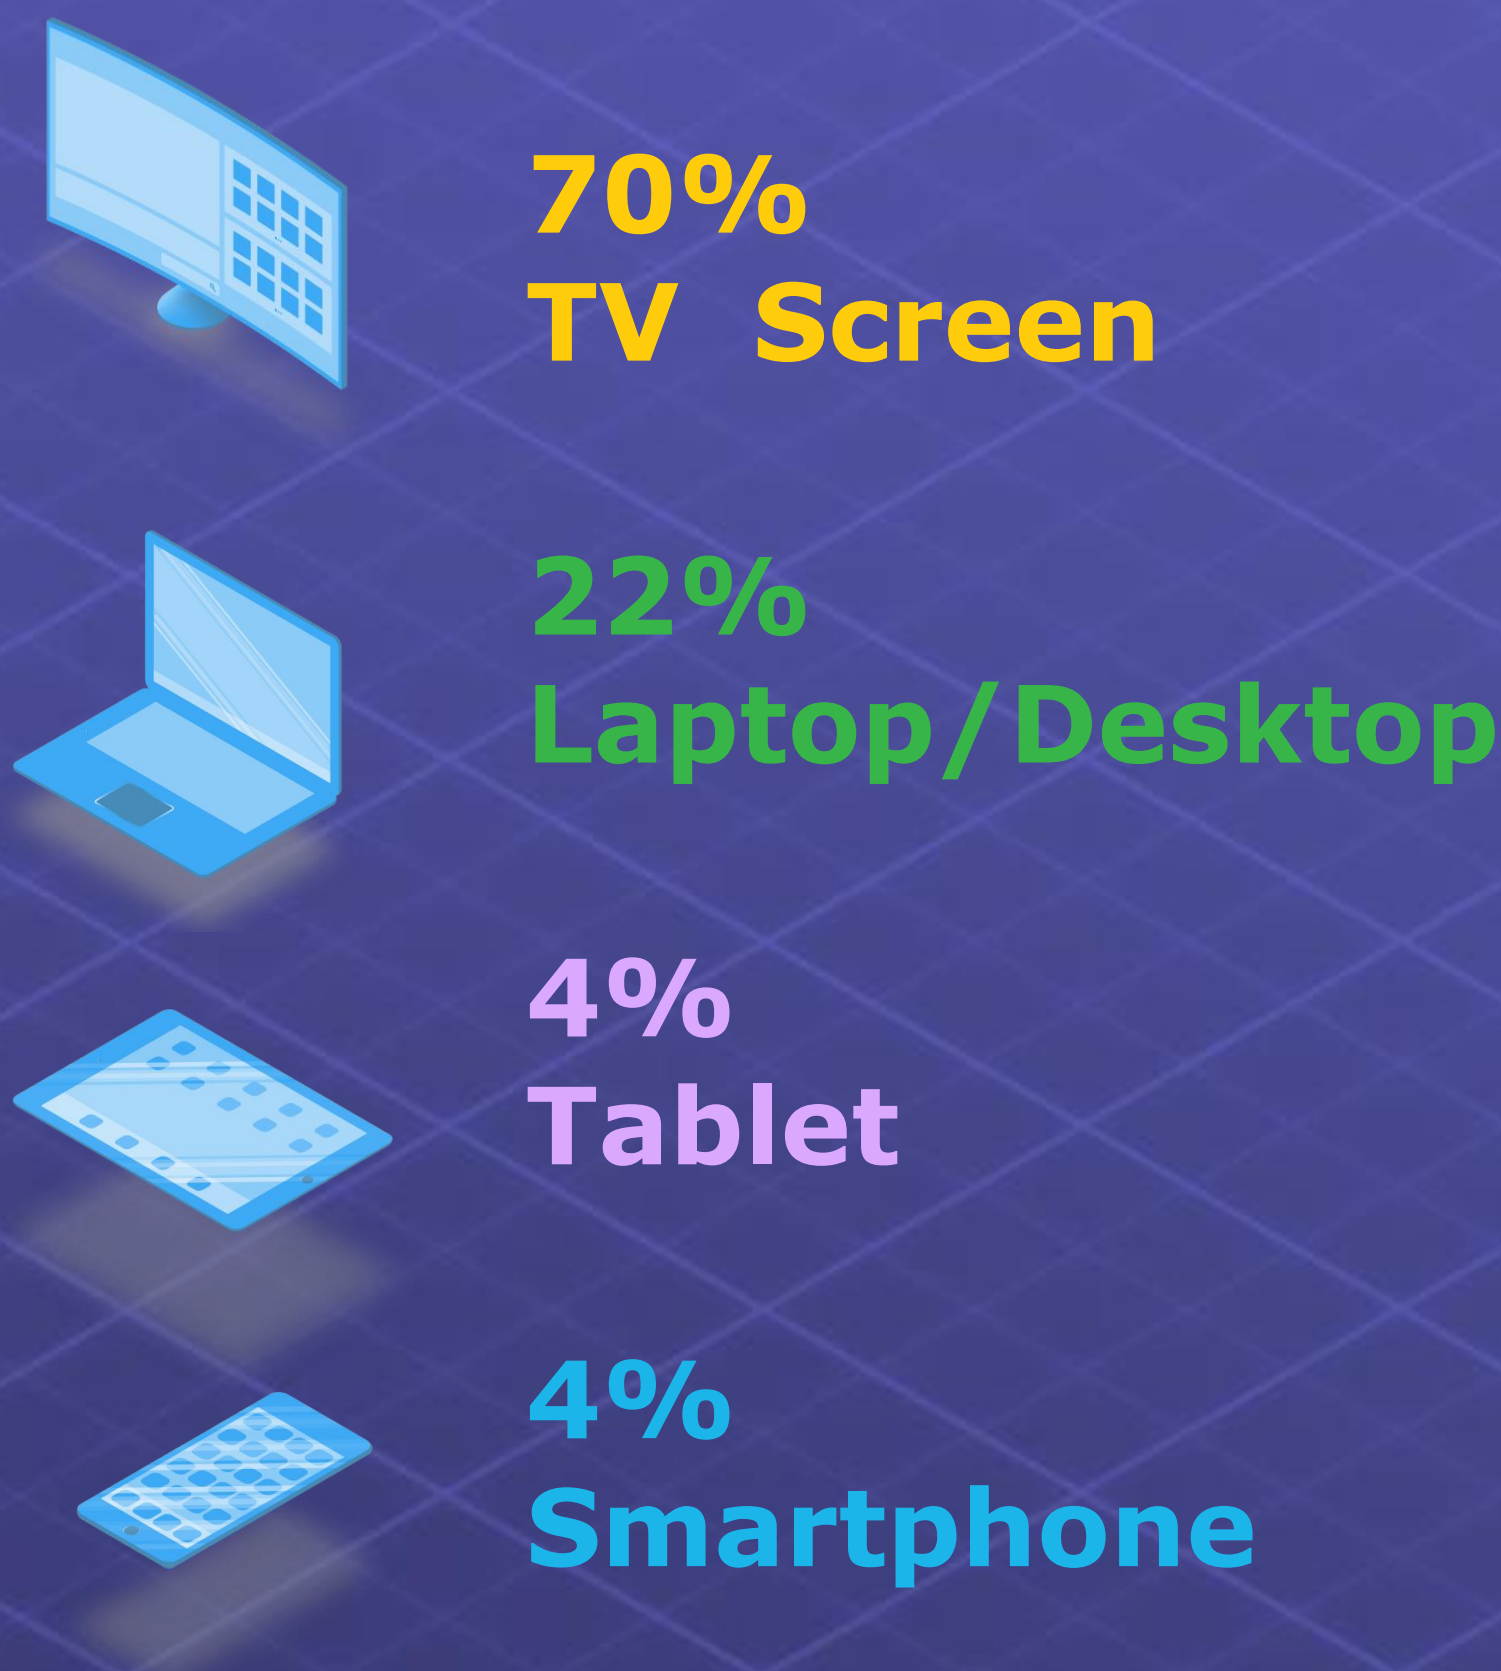 70%
TV Screen
22%
Laptop/Desktop
4%
Tablet
4%
Smartphone